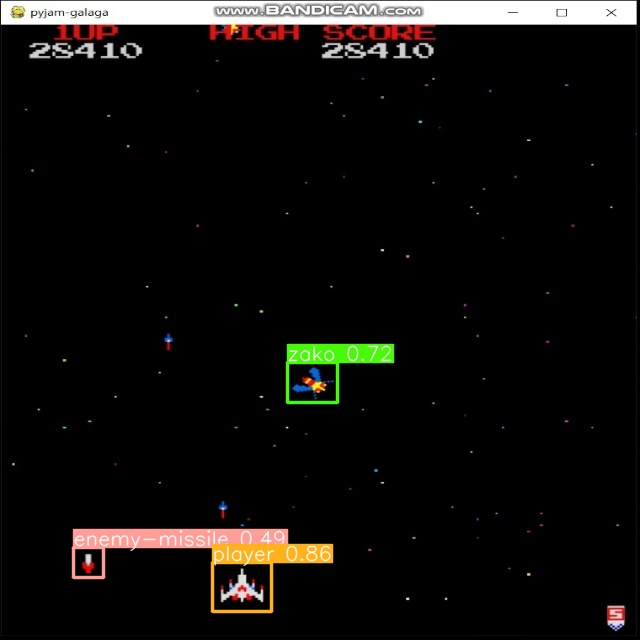 pyjam-galaga
www.BANDICAM.com
1UP HIGH SCORE
28410 28410
zako 0.72
enemy-missile 0.49
player 0.86
5